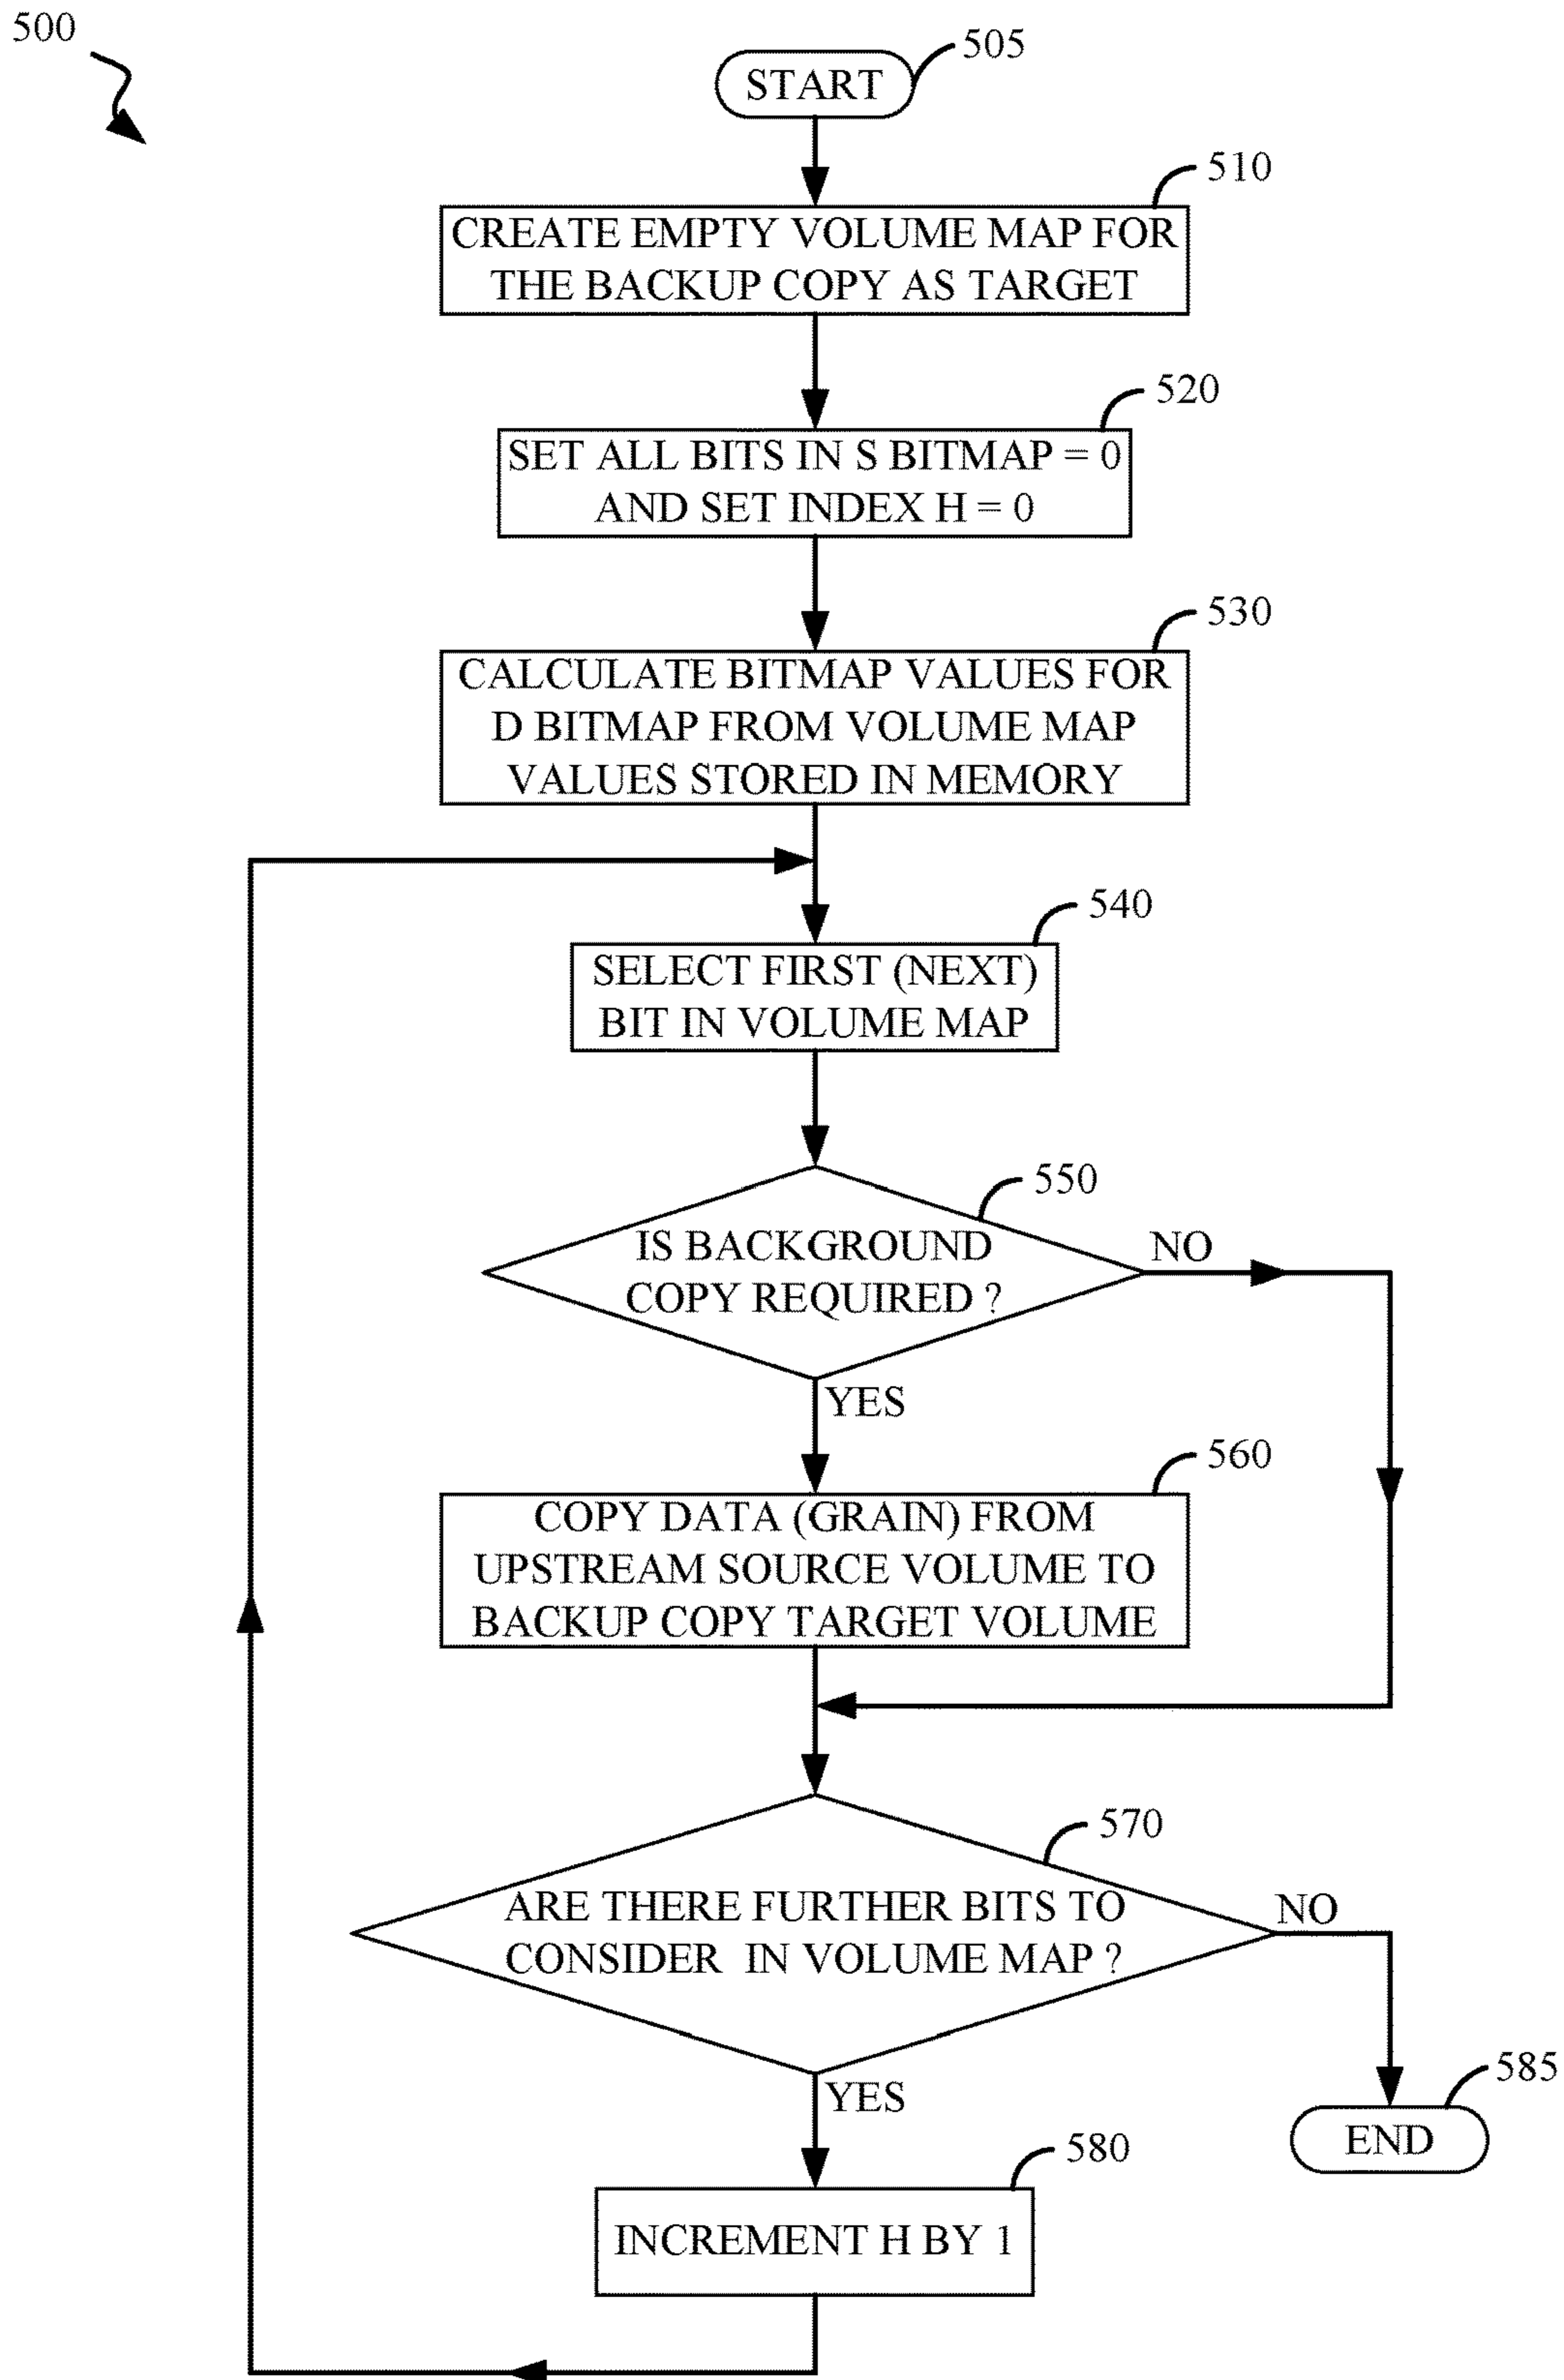 500
START
505
510
CREATE EMPTY VOLUME MAP FOR
THE BACKUP COPY AS TARGET
520
SET ALL BITS IN S BITMAP = 0
AND SET INDEX H = 0
530
CALCULATE BITMAP VALUES FOR
D BITMAP FROM VOLUME MAP
VALUES STORED IN MEMORY
540
SELECT FIRST (NEXT)
BIT IN VOLUME MAP
550
IS BACKGROUND
COPY REQUIRED ?
NO
YES
560
COPY DATA (GRAIN) FROM
UPSTREAM SOURCE VOLUME TO
BACKUP COPY TARGET VOLUME
570
ARE THERE FURTHER BITS TO
CONSIDER IN VOLUME MAP ?
NO
YES
585
END
580
INCREMENT H BY 1